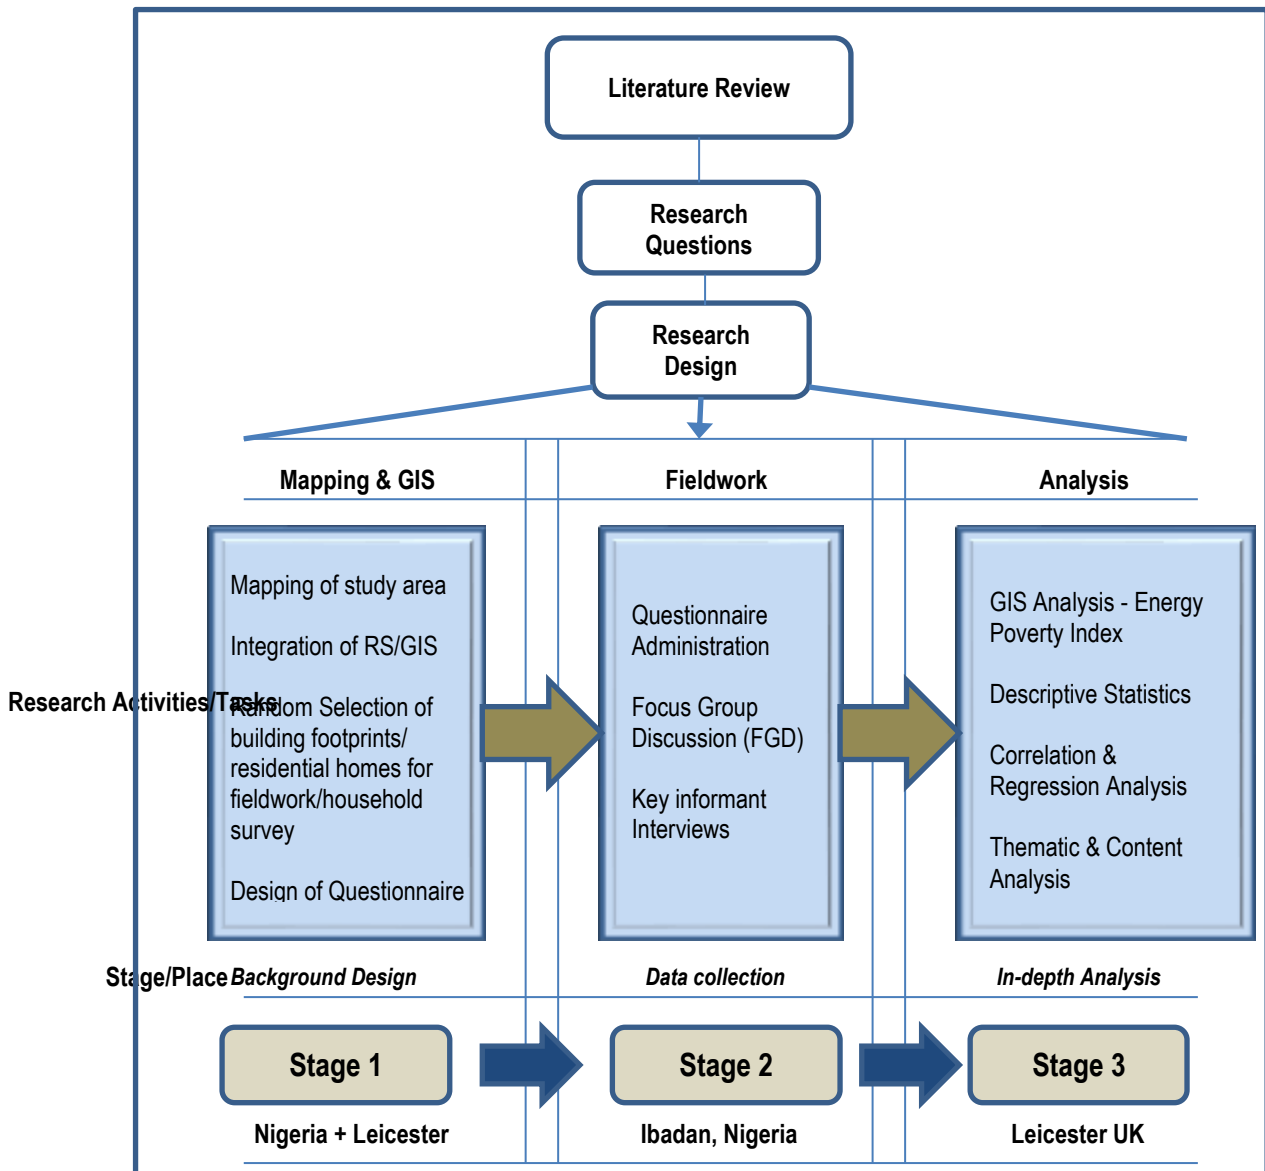 Literature Review
Research
Questions
Research
Design
Mapping & GIS
Fieldwork
Analysis
Research Activities/Tasks
Mapping of study area
Integration of RS/GIS
Random Selection of
building footprints/
residential homes for
fieldwork/household
survey
Design of Questionnaire
Questionnaire
Administration
Focus Group
Discussion (FGD)
Key informant
Interviews
GIS Analysis - Energy
Poverty Index
Descriptive Statistics
Correlation &
Regression Analysis
Thematic & Content
Analysis
Stage/Place
Background Design
Data collection
In-depth Analysis
Stage 1
Stage 2
Stage 3
Nigeria + Leicester
Ibadan, Nigeria
Leicester UK